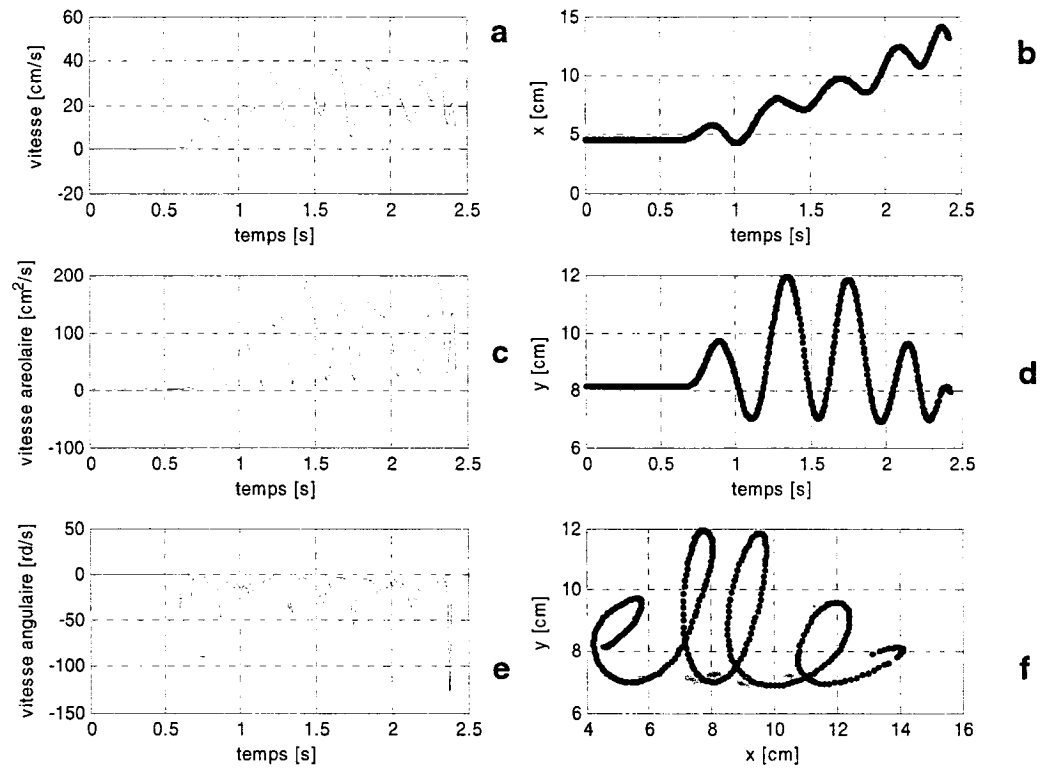 a
60
40
20
0
-20
vitesse [cm/s]
0 0.5 1 1.5 2 2.5
temps [s]
b
15
10
5
0
x [cm]
0 0.5 1 1.5 2 2.5
temps [s]
c
200
100
0
-100
vitesse areolaire [cm²/s]
0 0.5 1 1.5 2 2.5
temps [s]
d
12
10
8
6
y [cm]
0 0.5 1 1.5 2 2.5
temps [s]
e
50
0
-50
-100
-150
vitesse angulaire [rd/s]
0 0.5 1 1.5 2 2.5
temps [s]
f
12
10
8
6
y [cm]
elle
4 6 8 10 12 14 16
x [cm]